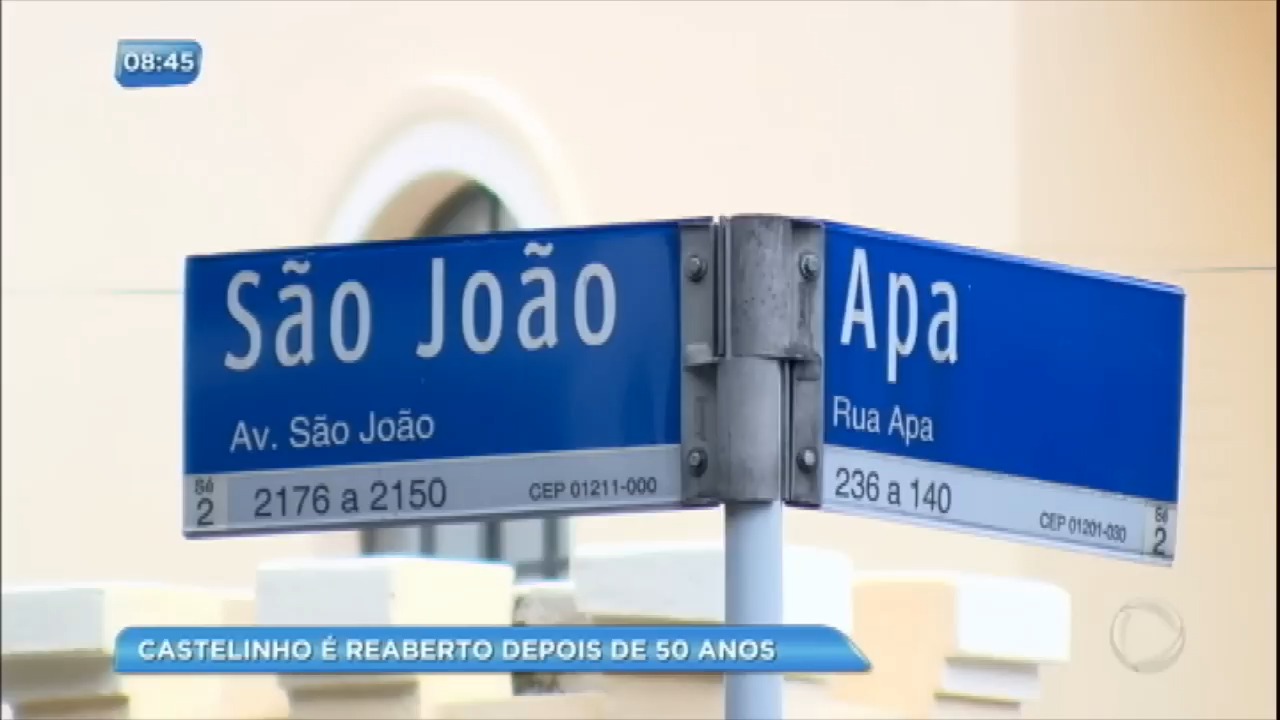 08:45
São João
Av. São João
Sé
2
2176 a 2150
CEP 01211-000
Apa
Rua Apa
236 a 140
CEP 01201-030
Sé
2
CASTELINHO É REABERTO DEPOIS DE 50 ANOS